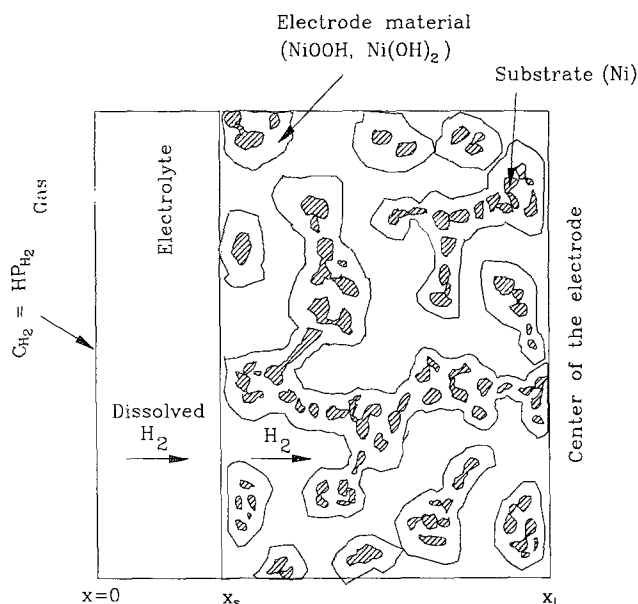 Electrode material
(NiOOH, Ni(OH)₂)
Substrate (Ni)
Gas
C_H₂ = HP_H₂
Electrolyte
Dissolved
H₂
H₂
Center of the electrode
x=0
x_s
x_l